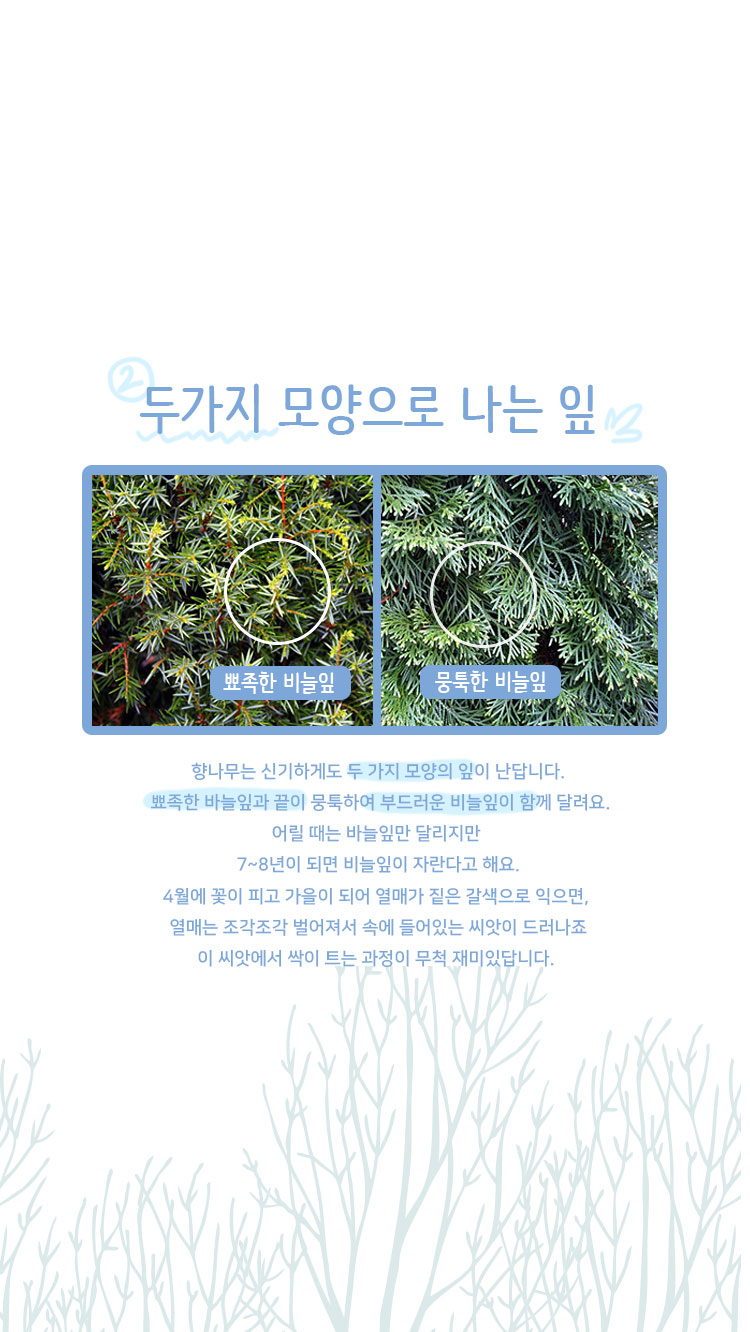 ②
두가지 모양으로 나는 잎
뾰족한 비늘잎
뭉툭한 비늘잎
향나무는 신기하게도 두 가지 모양의 잎이 난답니다.
뾰족한 바늘잎과 끝이 뭉툭하여 부드러운 비늘잎이 함께 달려요.
어릴 때는 바늘잎만 달리지만
7~8년이 되면 비늘잎이 자란다고 해요.
4월에 꽃이 피고 가을이 되어 열매가 짙은 갈색으로 익으면,
열매는 조각조각 벌어져서 속에 들어있는 씨앗이 드러나죠
이 씨앗에서 싹이 트는 과정이 무척 재미있답니다.